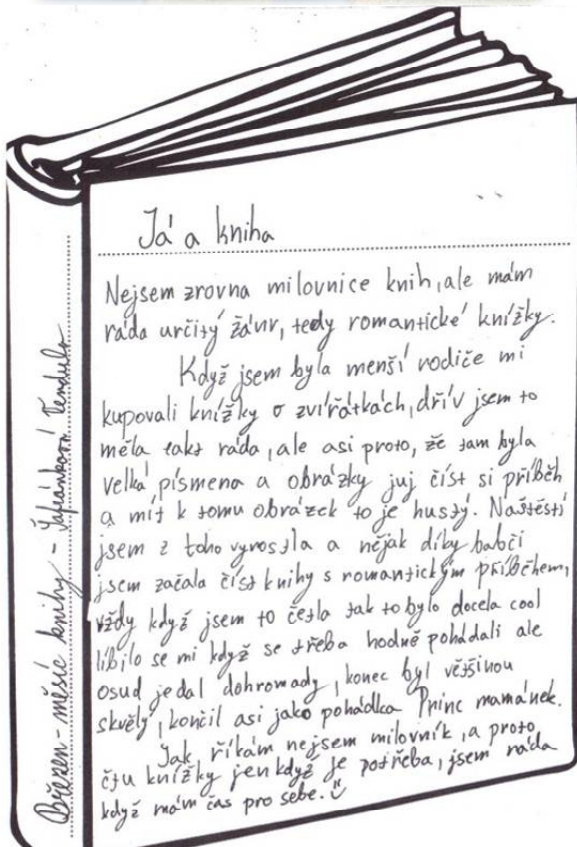 Já a kniha
Nejsem zrovna milovnice knih, ale mám
ráda určitý žánr, tedy romantické knížky.
Když jsem byla menší rodiče mi
kupovali knížky o zvířátkách, dřív jsem to
měla taky ráda, ale asi proto, že tam byla
velká písmena a obrázky juj číst si příběh
a mít k tomu obrázek to je hustý. Naštěstí
jsem z toho vyrostla a nějak díky babči
jsem začala číst knihy s romantickým příběhem,
vždy když jsem to četla tak to bylo docela cool
líbilo se mi když se třeba hodně pohádali ale
osud je dal dohromady, konec byl většinou
skvělý, končil asi jako pohádka Princ mamánek.
Jak říkám nejsem milovník, a proto
čtu knížky jen když je potřeba, jsem ráda
když mám čas pro sebe.
Březen - měsíc knihy - Vendula